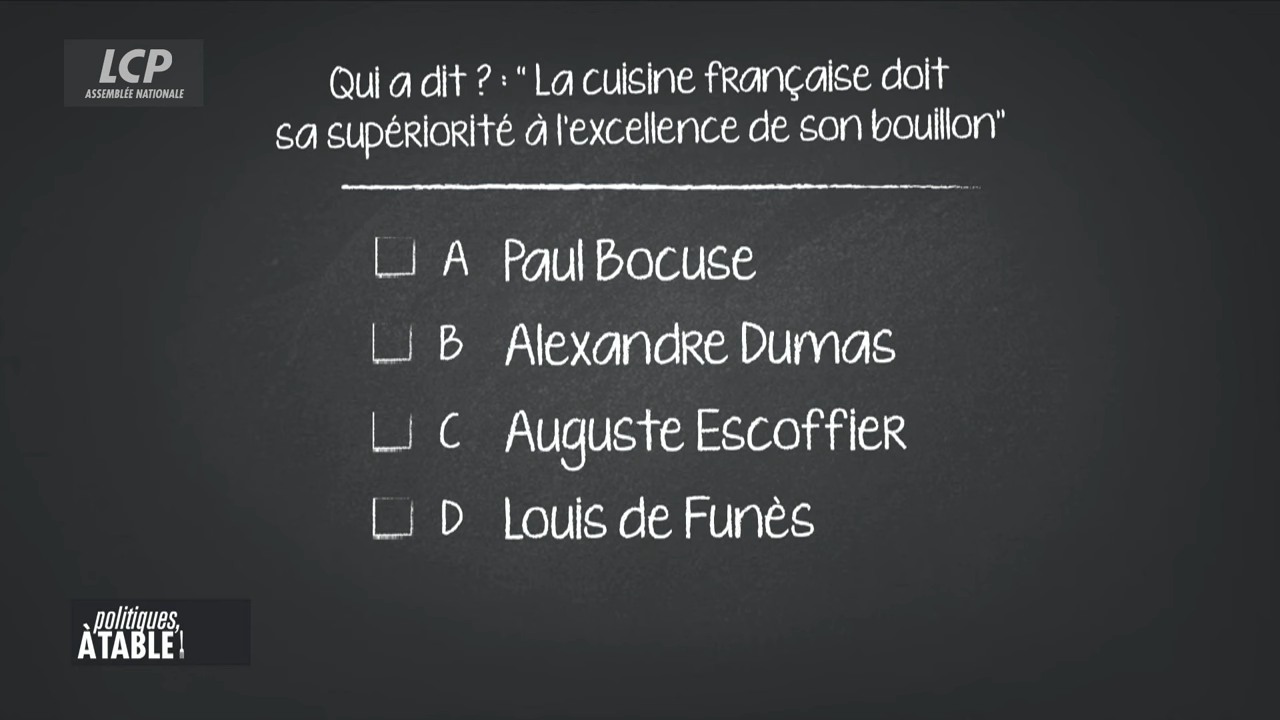 LCP
ASSEMBLÉE NATIONALE
Qui a dit ? : “ La cuisine française doit
sa supériorité à l'excellence de son bouillon”
A Paul Bocuse
B Alexandre Dumas
C Auguste Escoffier
D Louis de Funès
politiques,
À TABLE !